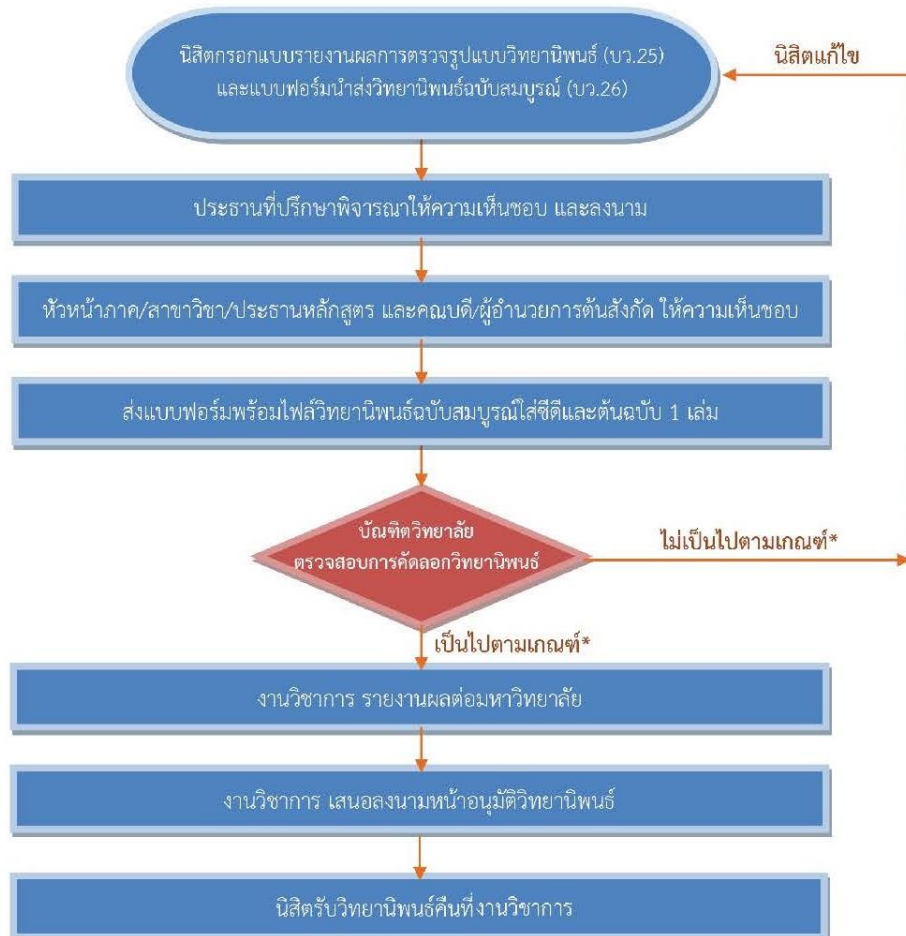 นิสิตกรอกแบบรายงานผลการตรวจรูปแบบวิทยานิพนธ์ (บว.25)
และแบบฟอร์มนำส่งวิทยานิพนธ์ฉบับสมบูรณ์ (บว.26)
นิสิตแก้ไข
ประธานที่ปรึกษาพิจารณาให้ความเห็นชอบ และลงนาม
หัวหน้าภาค/สาขาวิชา/ประธานหลักสูตร และคณบดี/ผู้อำนวยการต้นสังกัด ให้ความเห็นชอบ
ส่งแบบฟอร์มพร้อมไฟล์วิทยานิพนธ์ฉบับสมบูรณ์ใส่ซีดีและต้นฉบับ 1 เล่ม
บัณฑิตวิทยาลัย
ตรวจสอบการคัดลอกวิทยานิพนธ์
ไม่เป็นไปตามเกณฑ์*
เป็นไปตามเกณฑ์*
งานวิชาการ รายงานผลต่อมหาวิทยาลัย
งานวิชาการ เสนอลงนามหน้าอนุมัติวิทยานิพนธ์
นิสิตรับวิทยานิพนธ์คืนที่งานวิชาการ